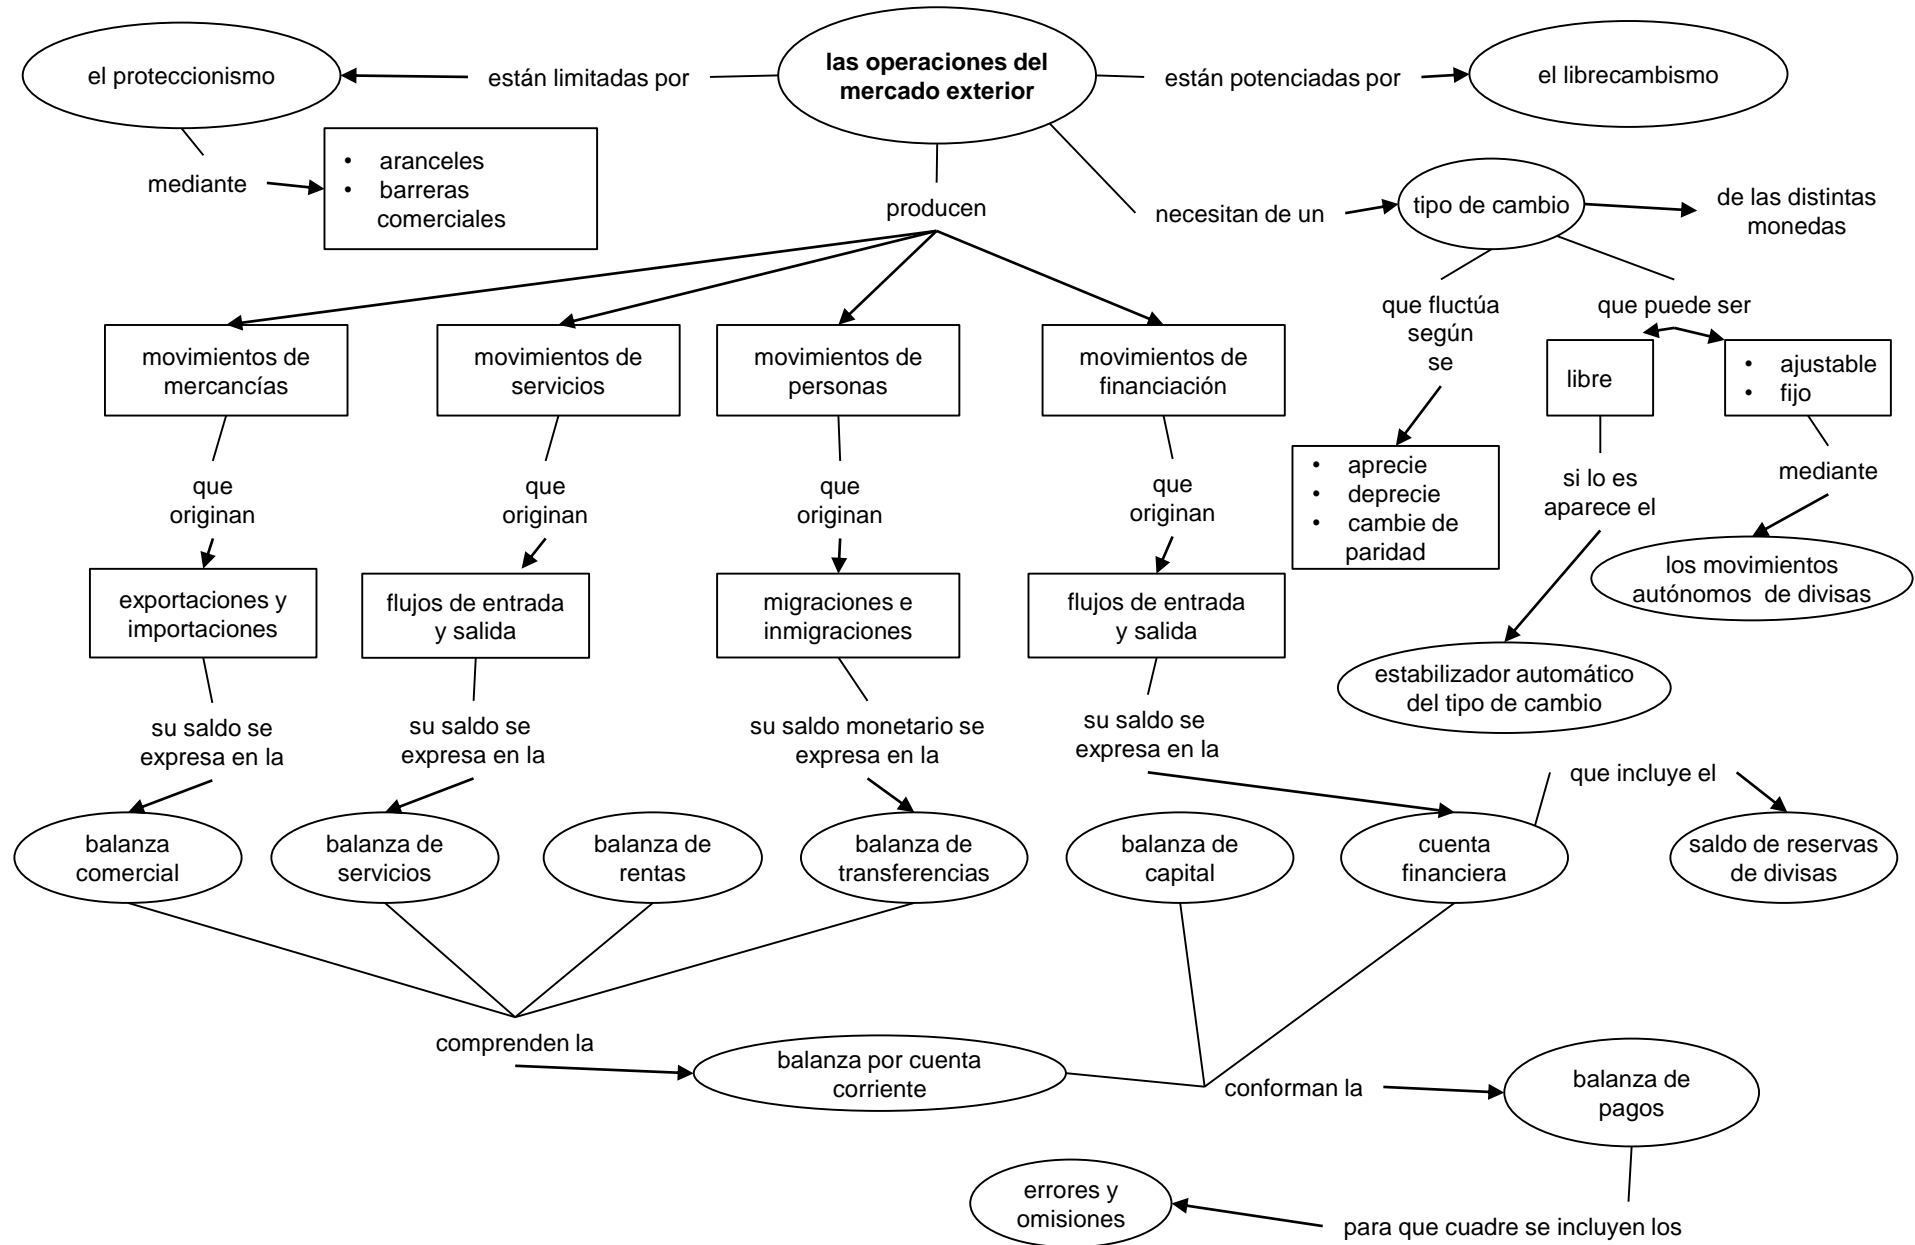 el proteccionismo
están limitadas por
las operaciones del
mercado exterior
están potenciadas por
el librecambismo
mediante
• aranceles
• barreras
comerciales
producen
necesitan de un
tipo de cambio
de las distintas
monedas
que fluctúa
según
se
que puede ser
movimientos de
mercancías
movimientos de
servicios
movimientos de
personas
movimientos de
financiación
libre
• ajustable
• fijo
• aprecie
• deprecie
• cambie de
paridad
si lo es
aparece el
mediante
que
originan
que
originan
que
originan
que
originan
los movimientos
autónomos de divisas
exportaciones y
importaciones
flujos de entrada
y salida
migraciones e
inmigraciones
flujos de entrada
y salida
estabilizador automático
del tipo de cambio
su saldo se
expresa en la
su saldo se
expresa en la
su saldo monetario se
expresa en la
su saldo se
expresa en la
que incluye el
balanza
comercial
balanza de
servicios
balanza de
rentas
balanza de
transferencias
balanza de
capital
cuenta
financiera
saldo de reservas
de divisas
comprenden la
balanza por cuenta
corriente
conforman la
balanza de
pagos
errores y
omisiones
para que cuadre se incluyen los